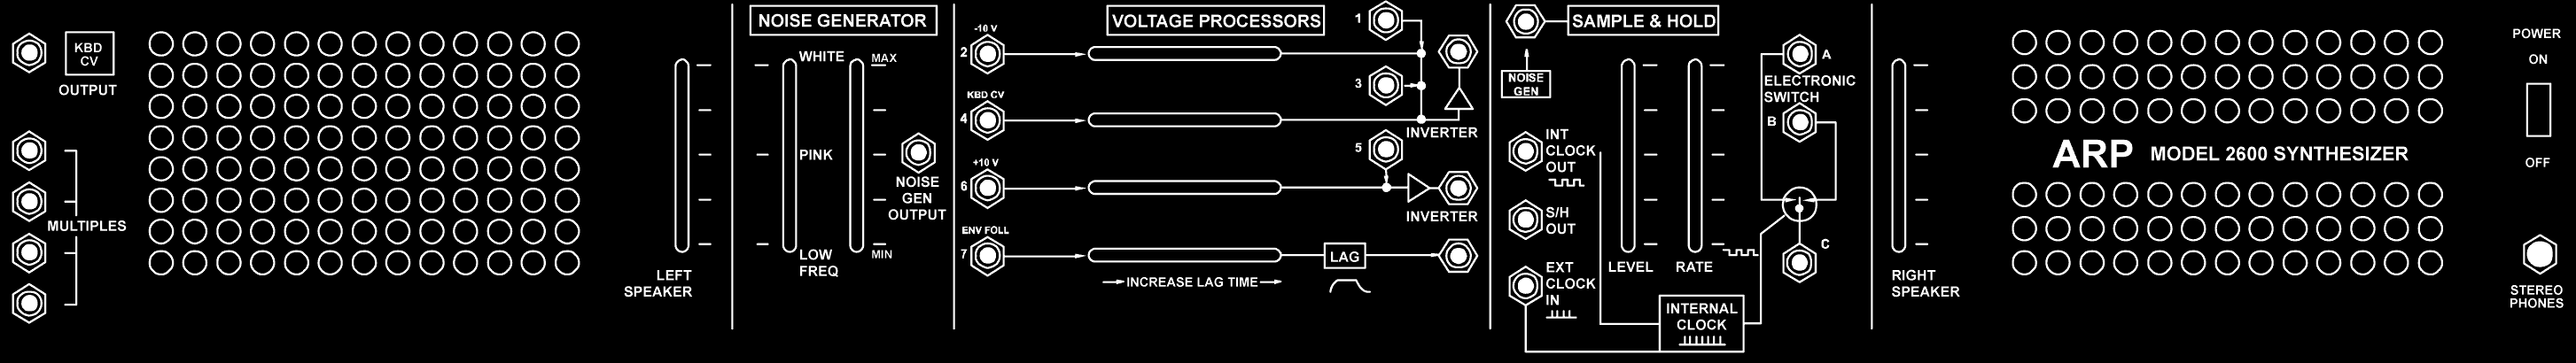 KBD
CV
OUTPUT
MULTIPLES
LEFT
SPEAKER
NOISE GENERATOR
WHITE
PINK
LOW
FREQ
MAX
MIN
NOISE
GEN
OUTPUT
VOLTAGE PROCESSORS
-10 V
2
KBD CV
4
+10 V
6
ENV FOLL
7
1
3
5
INVERTER
INVERTER
LAG
INCREASE LAG TIME
SAMPLE & HOLD
NOISE
GEN
INT
CLOCK
OUT
S/H
OUT
EXT
CLOCK
IN
LEVEL
RATE
A
ELECTRONIC
SWITCH
B
C
INTERNAL
CLOCK
RIGHT
SPEAKER
ARP MODEL 2600 SYNTHESIZER
POWER
ON
OFF
STEREO
PHONES